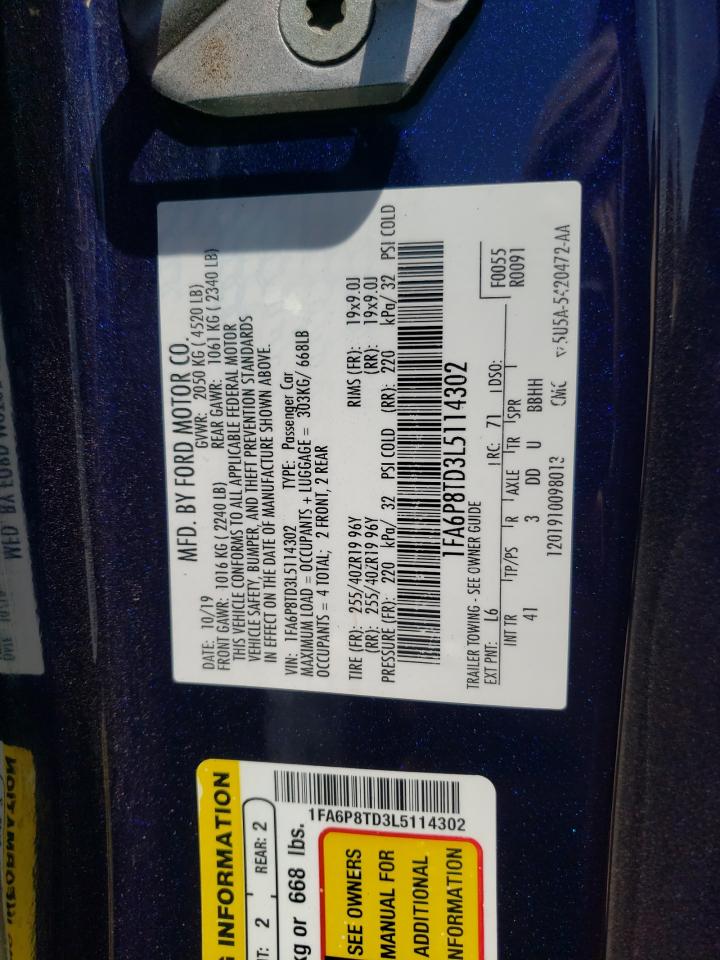 MFD. BY FORD MOTOR CO.
DATE: 10/19 GVWR: 2050 KG ( 4520 LB)
FRONT GAWR: 1016 KG ( 2240 LB) REAR GAWR: 1061 KG ( 2340 LB)
THIS VEHICLE CONFORMS TO ALL APPLICABLE FEDERAL MOTOR
VEHICLE SAFETY, BUMPER, AND THEFT PREVENTION STANDARDS
IN EFFECT ON THE DATE OF MANUFACTURE SHOWN ABOVE.
VIN: 1FA6P8TD3L5114302 TYPE: Passenger Car
MAXIMUM LOAD = OCCUPANTS + LUGGAGE = 303KG/ 668LB
OCCUPANTS = 4 TOTAL; 2 FRONT, 2 REAR
TIRE (FR): 255/40ZR19 96Y RIMS (FR): 19x9.0J
(RR): 255/40ZR19 96Y (RR): 19x9.0J
PRESSURE (FR): 220 kPa/ 32 PSI COLD (RR): 220 kPa/ 32 PSI COLD
1FA6P8TD3L5114302
TRAILER TOWING - SEE OWNER GUIDE
F0055
R0091
EXT PNT: L6 RC: 71 DSO:
INT TR TP/PS R AXLE TR SPR
41 3 DD U BBHH
1201910098013
5U5A-5420472-AA
INFORMATION
2 REAR: 2
kg or 668 lbs.
1FA6P8TD3L5114302
SEE OWNERS
MANUAL FOR
ADDITIONAL
INFORMATION